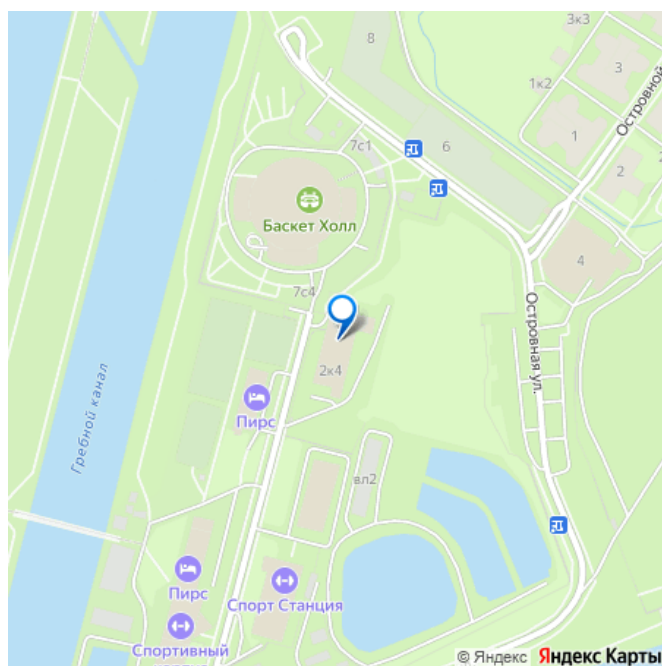 3к3
8
3
1к2
Островной
1
7с1
6
2
Баскет Холл
4
7с4
Островная ул.
2к4
Гребной канал
Пирс
вл2
Пирс
Спорт Станция
Спортивный
© Яндекс Яндекс Карты